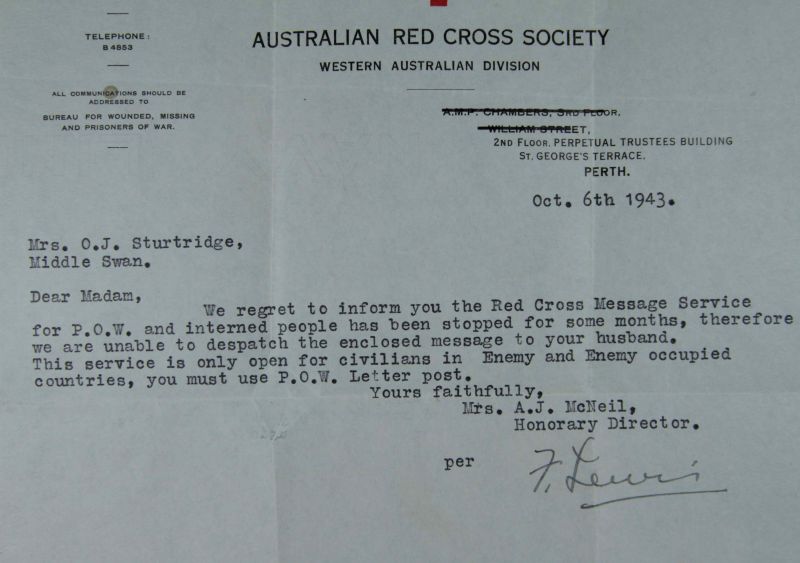 TELEPHONE:
B 4853
ALL COMMUNICATIONS SHOULD BE
ADDRESSED TO
BUREAU FOR WOUNDED, MISSING
AND PRISONERS OF WAR.
AUSTRALIAN RED CROSS SOCIETY
WESTERN AUSTRALIAN DIVISION
A.M.P. CHAMBERS, 3RD FLOOR,
WILLIAM STREET,
2ND FLOOR, PERPETUAL TRUSTEES BUILDING
ST. GEORGE'S TERRACE.
PERTH.
Oct. 6th 1943.
Mrs. O.J. Sturtridge,
Middle Swan.
Dear Madam,
We regret to inform you the Red Cross Message Service
for P.O.W. and interned people has been stopped for some months, therefore
we are unable to despatch the enclosed message to your husband.
This service is only open for civilians in Enemy and Enemy occupied
countries, you must use P.O.W. Letter post.
Yours faithfully,
Mrs. A.J. McNeil,
Honorary Director.
per F. Lewis